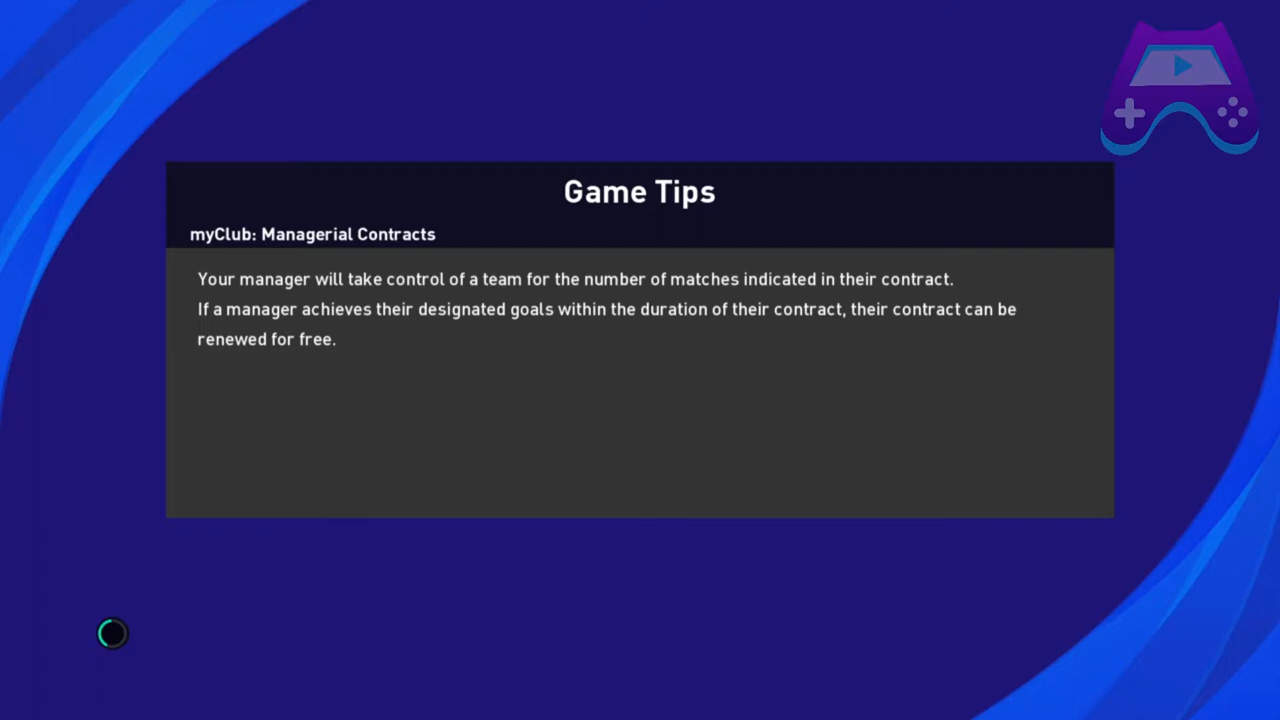 Game Tips
myClub: Managerial Contracts
Your manager will take control of a team for the number of matches indicated in their contract.
If a manager achieves their designated goals within the duration of their contract, their contract can be
renewed for free.